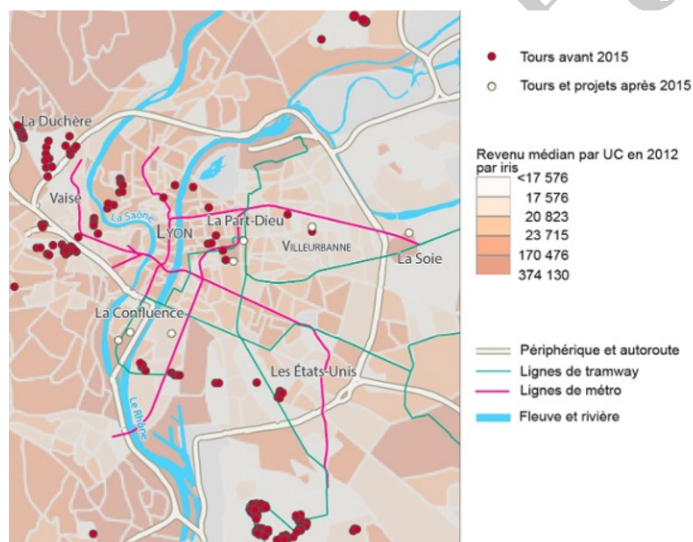 La Duchère
Vaise
La Saône
LYON
La Part-Dieu
VILLEURBANNE
La Soie
La Confluence
Les États-Unis
Le Rhône
Tours avant 2015
Tours et projets après 2015
Revenu médian par UC en 2012
par iris
<17 576
17 576
20 823
23 715
170 476
374 130
Périphérique et autoroute
Lignes de tramway
Lignes de métro
Fleuve et rivière